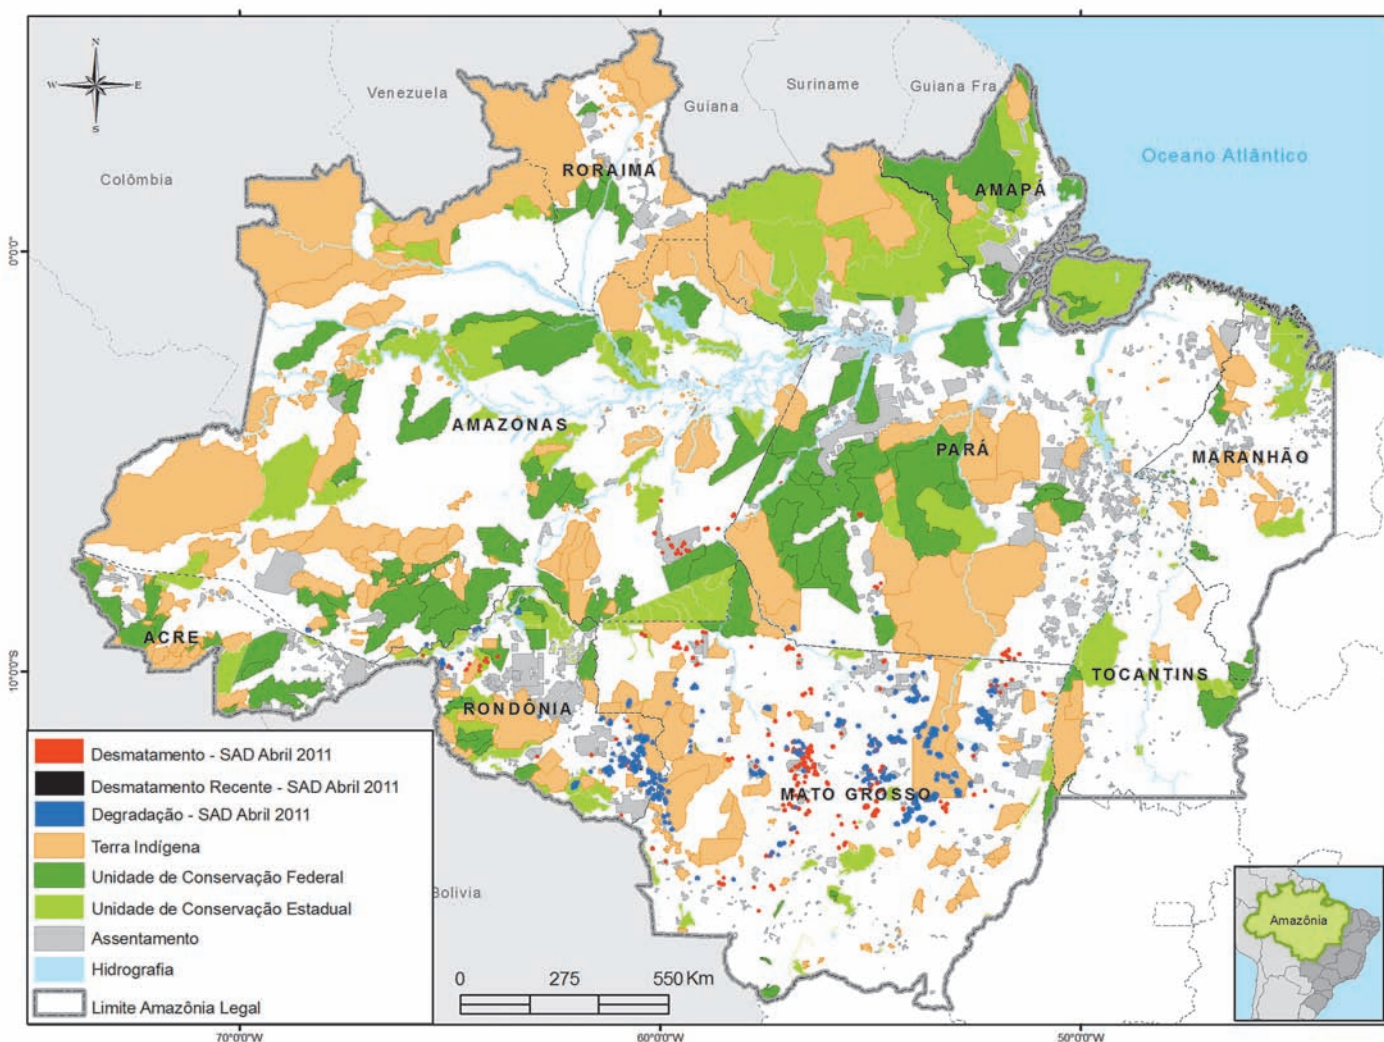 N
W E
S
Venezuela
Guiana
Suriname
Guiana Fra
Colômbia
Oceano Atlântico
RORAIMA
AMAPÁ
0°0'0"
AMAZONAS
PARÁ
MARANHÃO
ACRE
10°0'0"S
RONDÔNIA
TOCANTINS
MATO GROSSO
Bolivia
Desmatamento - SAD Abril 2011
Desmatamento Recente - SAD Abril 2011
Degradação - SAD Abril 2011
Terra Indígena
Unidade de Conservação Federal
Unidade de Conservação Estadual
Assentamento
Hidrografia
Limite Amazônia Legal
0 275 550 Km
Amazônia
70°0'0"W 60°0'0"W 50°0'0"W